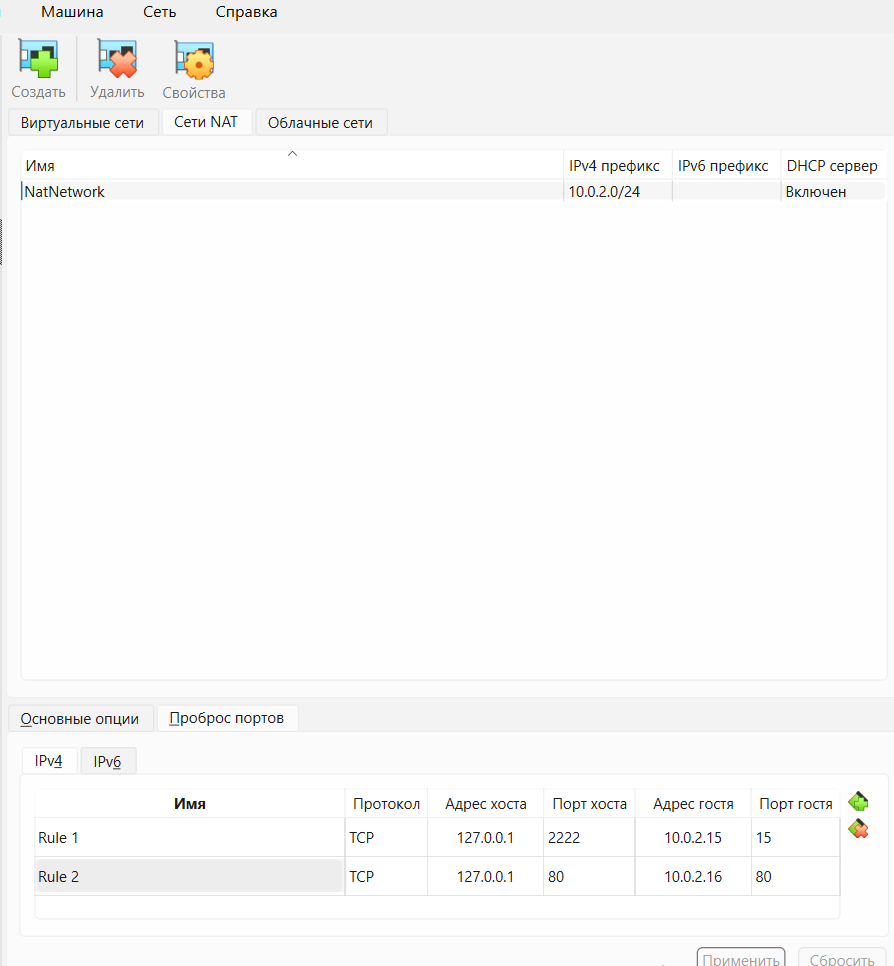 Машина Сеть Справка
Создать Удалить Свойства
Виртуальные сети Сети NAT Облачные сети
Имя IPv4 префикс IPv6 префикс DHCP сервер
NatNetwork 10.0.2.0/24 Включен
Основные опции Проброс портов
IPv4 IPv6
Имя Протокол Адрес хоста Порт хоста Адрес гостя Порт гостя
Rule 1 TCP 127.0.0.1 2222 10.0.2.15 15
Rule 2 TCP 127.0.0.1 80 10.0.2.16 80
Применить Сбросить